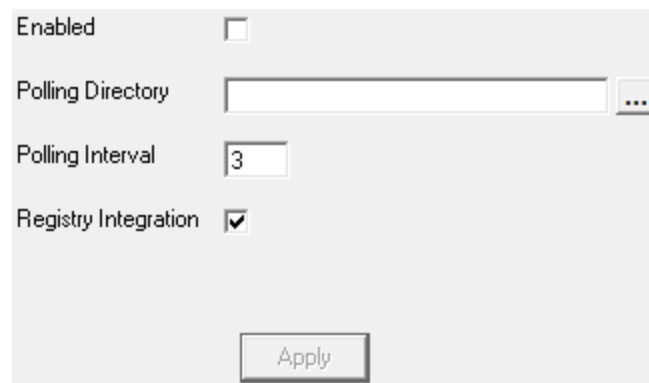 Enabled
Polling Directory
...
Polling Interval
3
Registry Integration
Apply